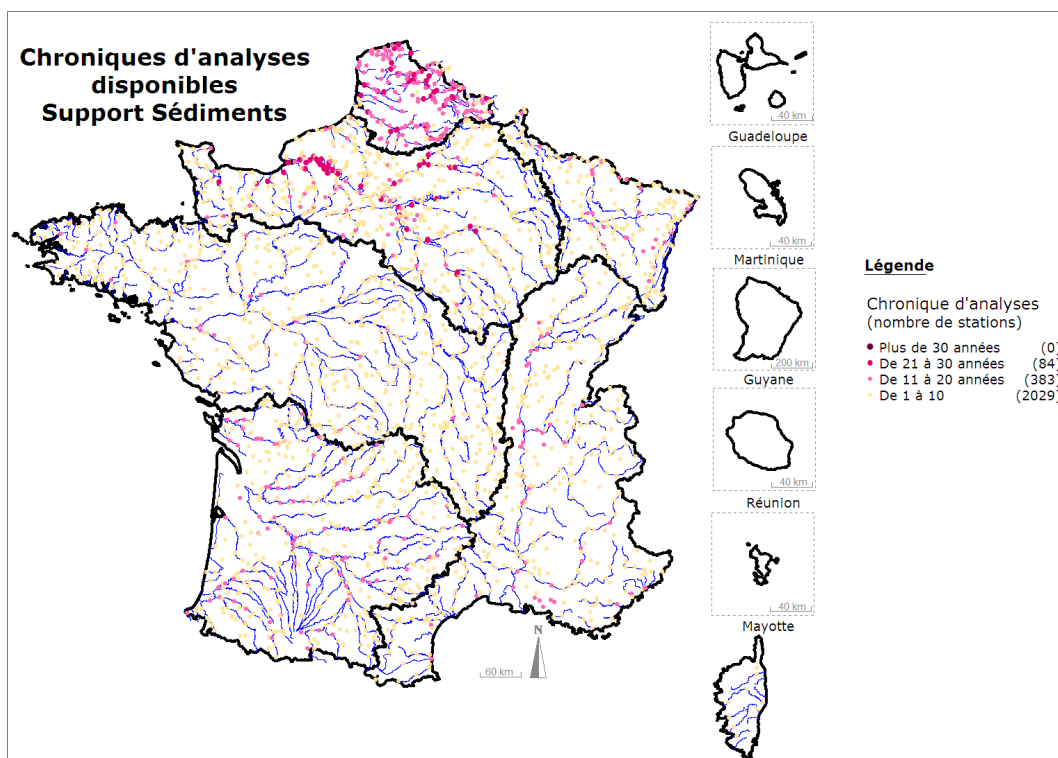 Chroniques d'analyses
disponibles
Support Sédiments
40 km
Guadeloupe
40 km
Martinique
200 km
Guyane
40 km
Réunion
40 km
Mayotte
N
60 km
Légende
Chronique d'analyses
(nombre de stations)
Plus de 30 années (0)
De 21 à 30 années (84)
De 11 à 20 années (383)
De 1 à 10 (2029)